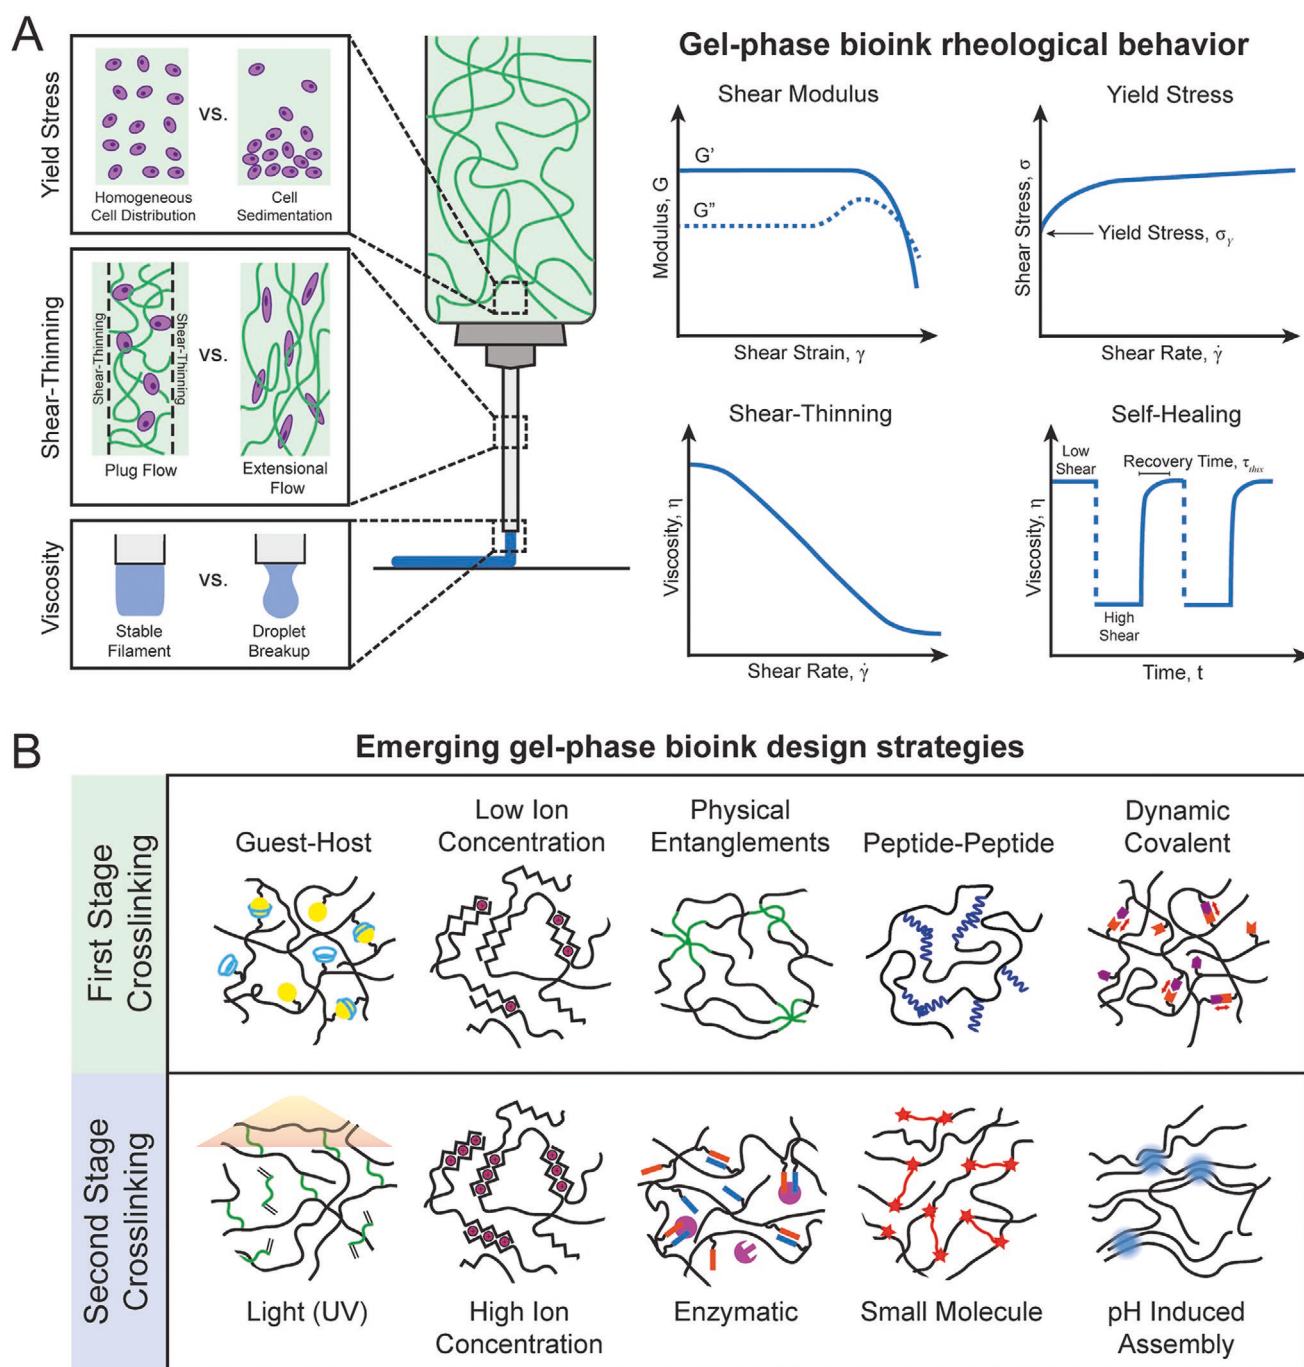 A
Yield Stress
vs.
Homogeneous
Cell Distribution
Cell
Sedimentation
Shear-Thinning
Shear-Thinning
vs.
Shear-Thinning
Plug Flow
Extensional
Flow
Viscosity
vs.
Stable
Filament
Droplet
Breakup
Gel-phase bioink rheological behavior
Shear Modulus
G'
G"
Modulus, G
Shear Strain, γ
Yield Stress
Shear Stress, σ
Yield Stress, σγ
Shear Rate, γ̇
Shear-Thinning
Viscosity, η
Shear Rate, γ̇
Self-Healing
Low
Shear
Recovery Time, τthix
Viscosity, η
High
Shear
Time, t
B
Emerging gel-phase bioink design strategies
First Stage
Crosslinking
Guest-Host
Low Ion
Concentration
Physical
Entanglements
Peptide-Peptide
Dynamic
Covalent
Second Stage
Crosslinking
Light (UV)
High Ion
Concentration
Enzymatic
Small Molecule
pH Induced
Assembly